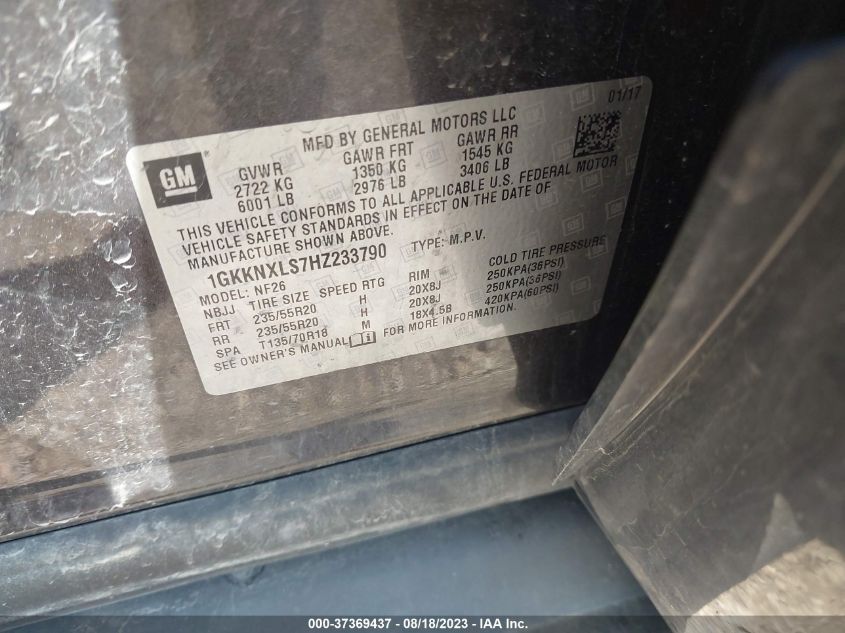 01/17
MFD BY GENERAL MOTORS LLC
GM
GVWR GAWR FRT GAWR RR
2722 KG 1350 KG 1545 KG
6001 LB 2976 LB 3406 LB
THIS VEHICLE CONFORMS TO ALL APPLICABLE U.S. FEDERAL MOTOR
VEHICLE SAFETY STANDARDS IN EFFECT ON THE DATE OF
MANUFACTURE SHOWN ABOVE.
1GKKNXLS7HZ233790 TYPE: M.P.V.
MODEL: NF26
NBJJ TIRE SIZE SPEED RTG RIM COLD TIRE PRESSURE
FRT 235/55R20 H 20X8J 250KPA(36PSI)
RR 235/55R20 H 20X8J 250KPA(36PSI)
SPA T135/70R18 M 18X4.5B 420KPA(60PSI)
SEE OWNER'S MANUAL FOR MORE INFORMATION.
000-37369437 - 08/18/2023 - IAA Inc.